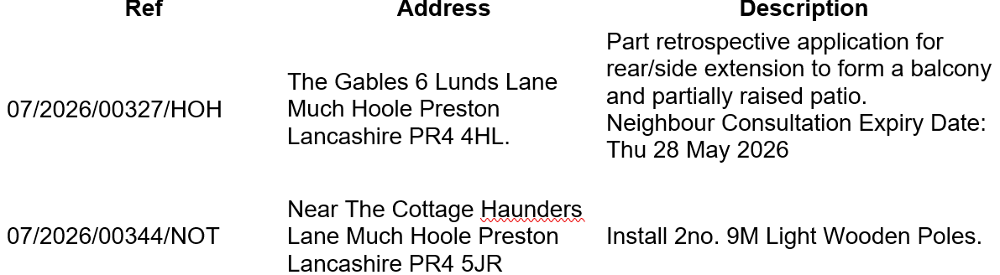 Ref Address Description
07/2026/00327/HOH
The Gables 6 Lunds Lane
Much Hoole Preston
Lancashire PR4 4HL.
Part retrospective application for
rear/side extension to form a balcony
and partially raised patio.
Neighbour Consultation Expiry Date:
Thu 28 May 2026
07/2026/00344/NOT
Near The Cottage Haunders
Lane Much Hoole Preston
Lancashire PR4 5JR
Install 2no. 9M Light Wooden Poles.